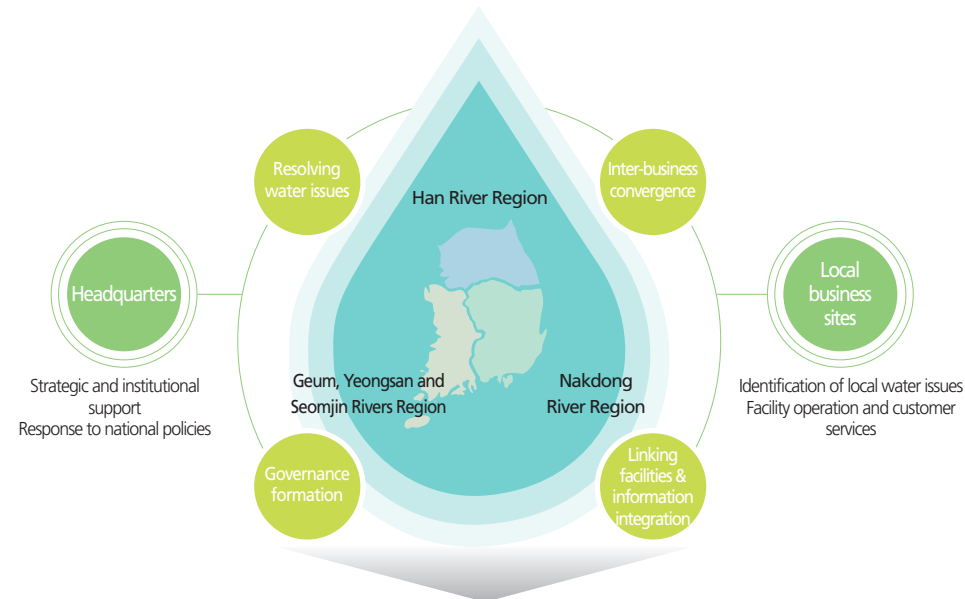 Resolving
water issues
Inter-business
convergence
Han River Region
Headquarters
Strategic and institutional
support
Response to national policies
Local
business
sites
Identification of local water issues
Facility operation and customer
services
Geum, Yeongsan and
Seomjin Rivers Region
Nakdong
River Region
Governance
formation
Linking
facilities &
information
integration